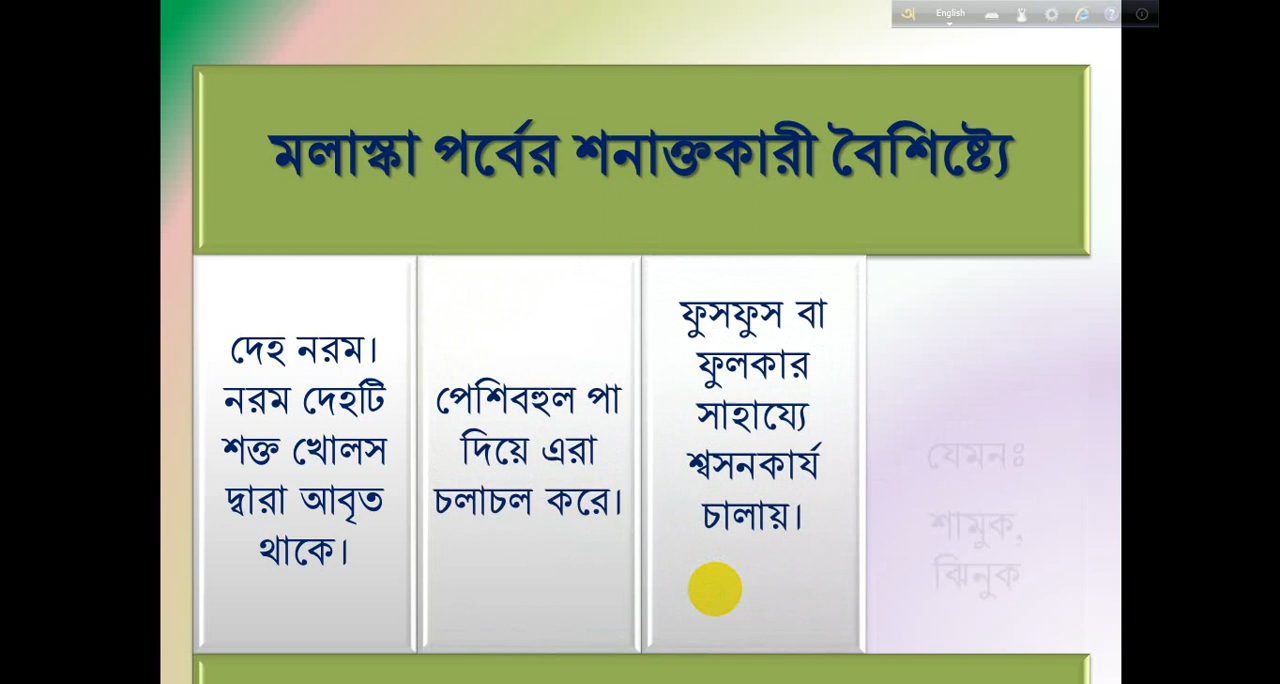 English
মলাস্কা পর্বের শনাক্তকারী বৈশিষ্ট্যে
দেহ নরম।
নরম দেহটি
শক্ত খোলস
দ্বারা আবৃত
থাকে।
পেশিবহুল পা
দিয়ে এরা
চলাচল করে।
ফুসফুস বা
ফুলকার
সাহায্যে
শ্বসনকার্য
চালায়।
যেমনঃ
শামুক,
ঝিনুক